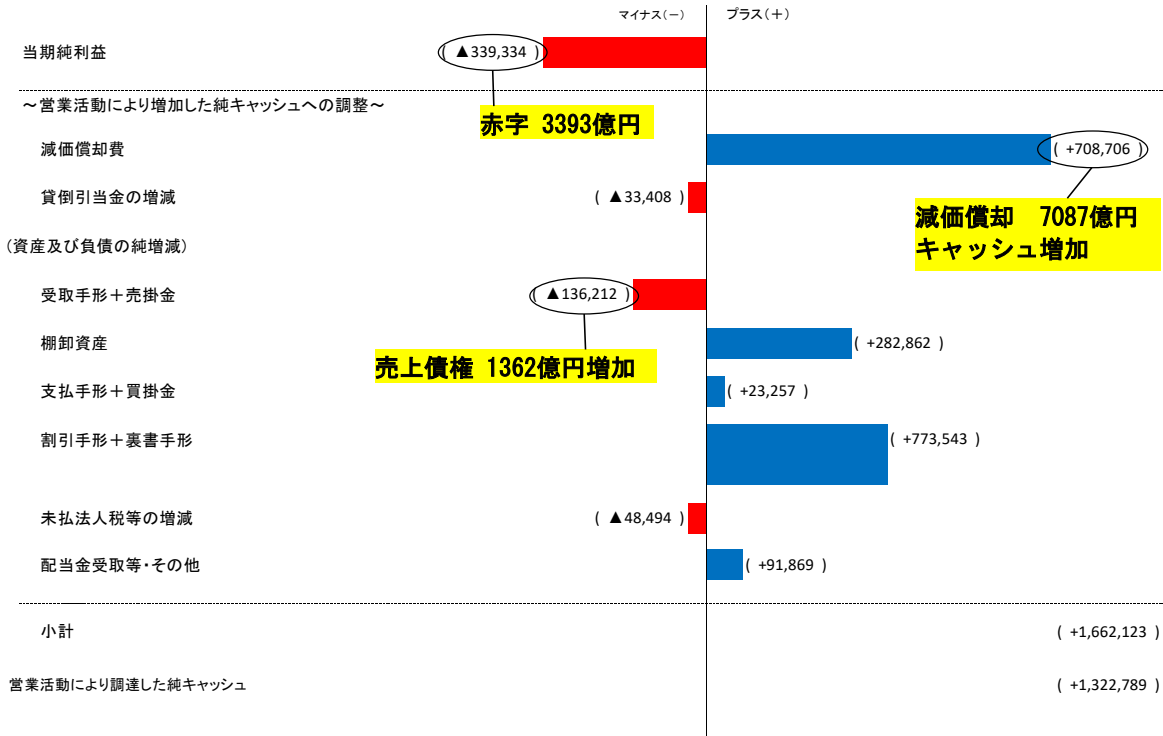 マイナス(－) プラス(＋)
当期純利益 ( ▲339,334 )
赤字 3393億円
～営業活動により増加した純キャッシュへの調整～
減価償却費 ( +708,706 )
減価償却 7087億円
キャッシュ増加
貸倒引当金の増減 ( ▲33,408 )
(資産及び負債の純増減)
受取手形＋売掛金 ( ▲136,212 )
売上債権 1362億円増加
棚卸資産 ( +282,862 )
支払手形＋買掛金 ( +23,257 )
割引手形＋裏書手形 ( +773,543 )
未払法人税等の増減 ( ▲48,494 )
配当金受取等・その他 ( +91,869 )
小計 ( +1,662,123 )
営業活動により調達した純キャッシュ ( +1,322,789 )